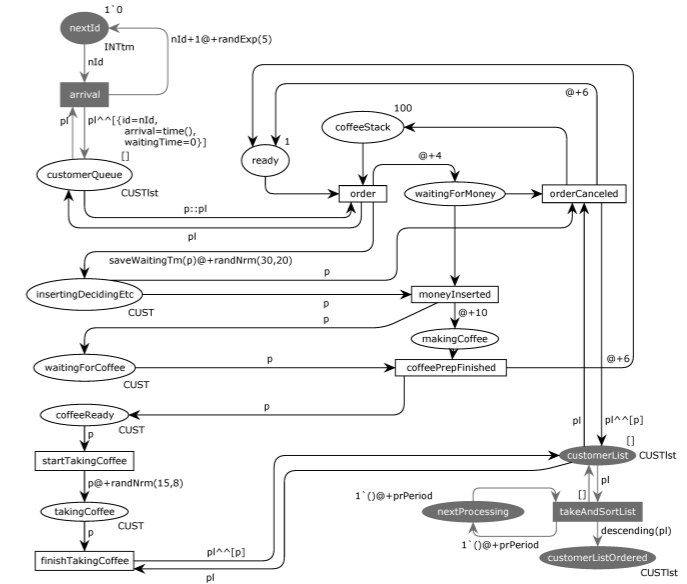 1`0
nextId
INTtm
nId+1@+randExp(5)
nId
arrival
pl
pl^^[{id=nId,
arrival=time(),
waitingTime=0}]
[]
customerQueue
CUSTlst
p::pl
pl
100
coffeeStack
1
ready
@+6
@+4
order
waitingForMoney
orderCanceled
saveWaitingTm(p)@+randNrm(30,20)
p
insertingDecidingEtc
CUST
p
moneyInserted
p
@+10
makingCoffee
waitingForCoffee
CUST
p
coffeePrepFinished
@+6
p
coffeeReady
CUST
pl
pl^^[p]
p
[]
startTakingCoffee
customerList
CUSTlst
p@+randNrm(15,8)
pl
[]
1`()@+prPeriod
takingCoffee
CUST
nextProcessing
takeAndSortList
p
descending(pl)
1`()@+prPeriod
pl^^[p]
finishTakingCoffee
pl
customerListOrdered
CUSTlst